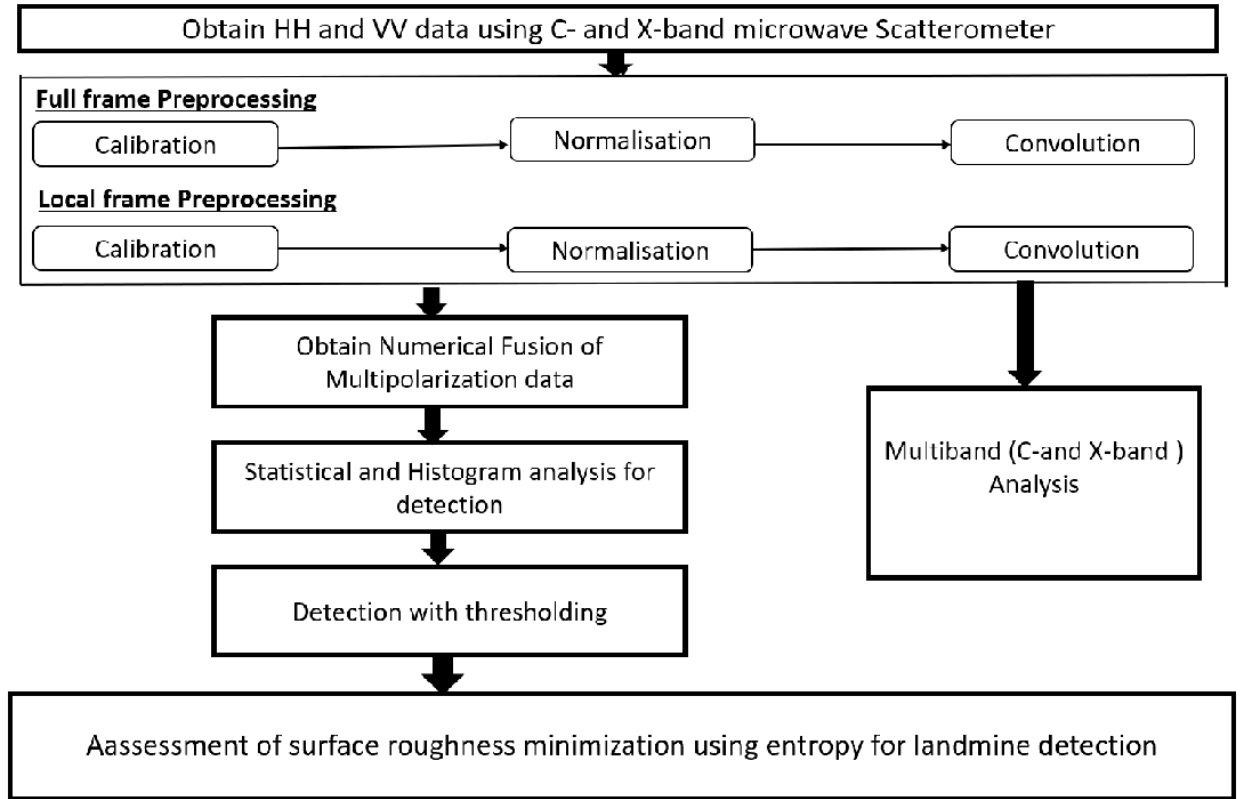 Obtain HH and VV data using C- and X-band microwave Scatterometer
Full frame Preprocessing
Calibration
Normalisation
Convolution
Local frame Preprocessing
Calibration
Normalisation
Convolution
Obtain Numerical Fusion of
Multipolarization data
Statistical and Histogram analysis for
detection
Detection with thresholding
Multiband (C-and X-band )
Analysis
Aassessment of surface roughness minimization using entropy for landmine detection